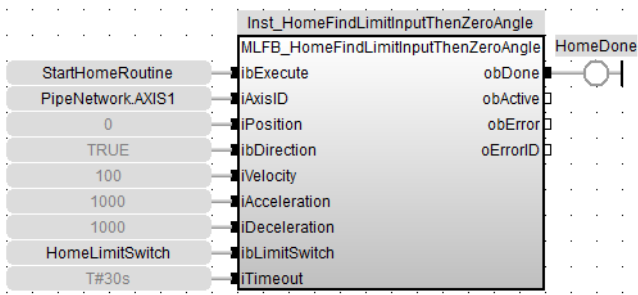 Inst_HomeFindLimitInputThenZeroAngle
MLFB_HomeFindLimitInputThenZeroAngle HomeDone
StartHomeRoutine ibExecute obDone
PipeNetwork.AXIS1 iAxisID obActive
0 iPosition obError
TRUE ibDirection oErrorID
100 iVelocity
1000 iAcceleration
1000 iDeceleration
HomeLimitSwitch ibLimitSwitch
T#30s iTimeout